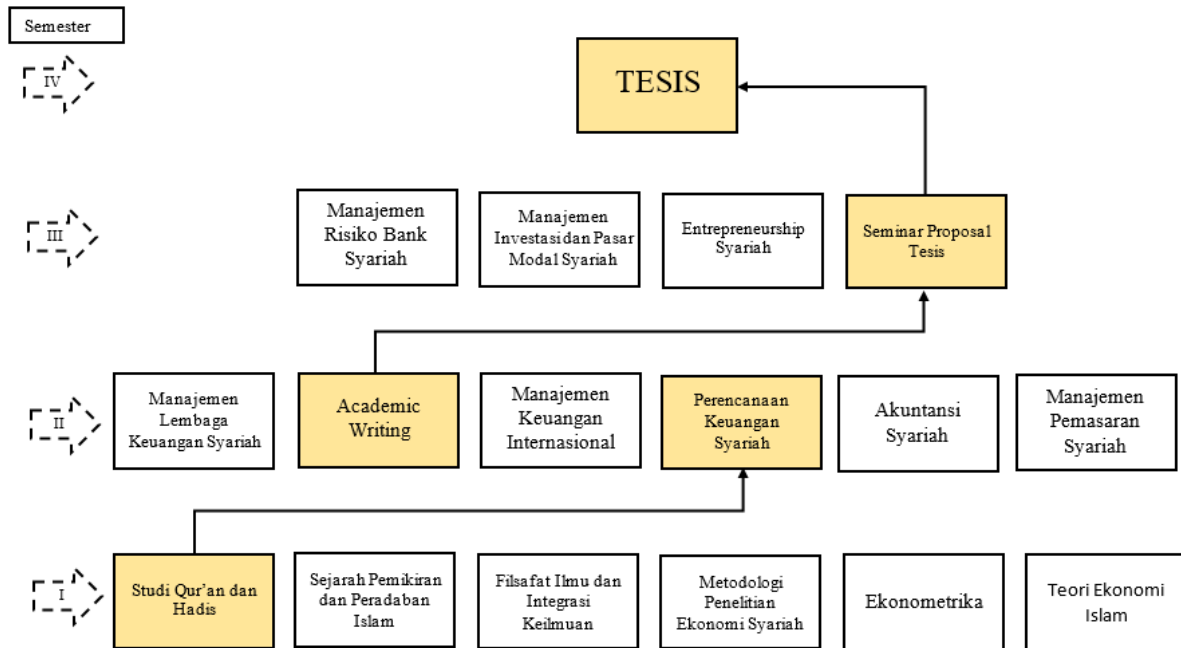 Semester
IV
TESIS
III
Manajemen
Risiko Bank
Syariah
Manajemen
Investasi dan Pasar
Modal Syariah
Entrepreneurship
Syariah
Seminar Proposal
Tesis
II
Manajemen
Lembaga
Keuangan Syariah
Academic
Writing
Manajemen
Keuangan
Internasional
Perencanaan
Keuangan
Syariah
Akuntansi
Syariah
Manajemen
Pemasaran
Syariah
I
Studi Qur'an dan
Hadis
Sejarah Pemikiran
dan Peradaban
Islam
Filsafat Ilmu dan
Integrasi
Keilmuan
Metodologi
Penelitian
Ekonomi Syariah
Ekonometrika
Teori Ekonomi
Islam